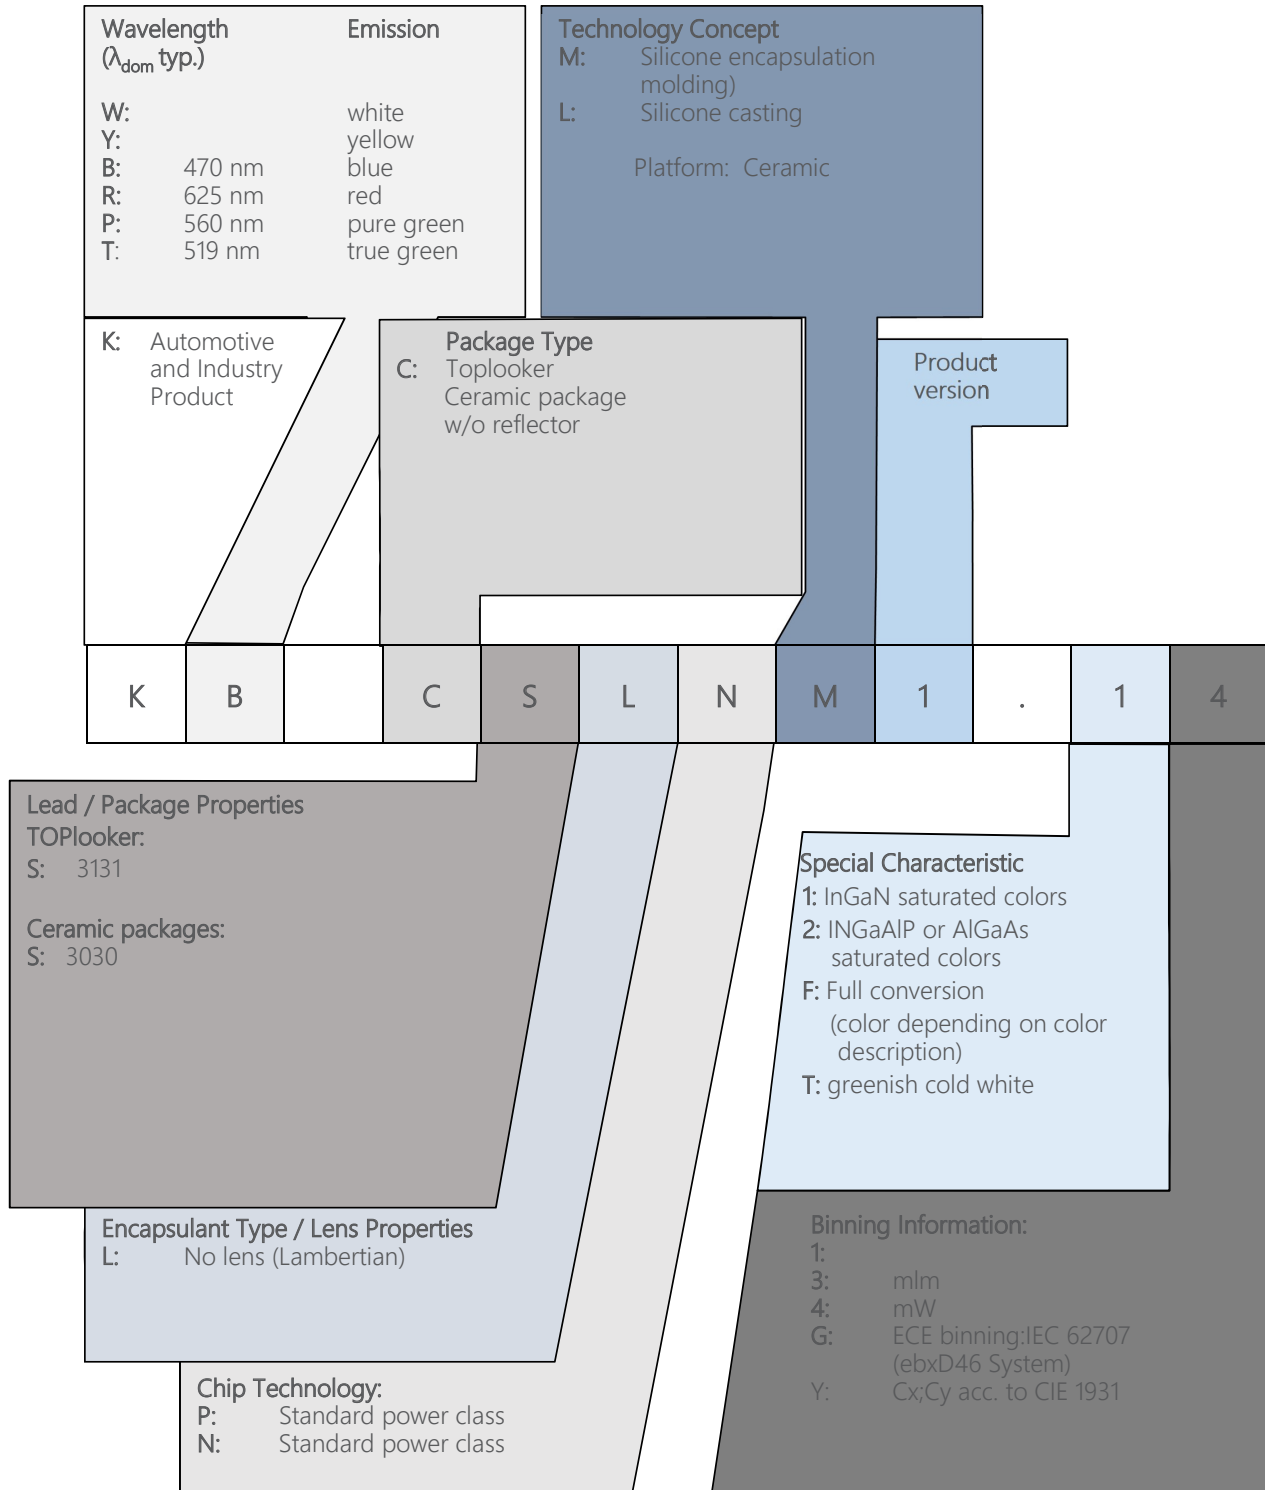 Wavelength Emission
(λdom typ.)
W: white
Y: yellow
B: 470 nm blue
R: 625 nm red
P: 560 nm pure green
T: 519 nm true green
Technology Concept
M: Silicone encapsulation
molding)
L: Silicone casting
Platform: Ceramic
K: Automotive
and Industry
Product
Package Type
C: Toplooker
Ceramic package
w/o reflector
Product
version
K B C S L N M 1 . 1 4
Lead / Package Properties
TOPlooker:
S: 3131
Ceramic packages:
S: 3030
Special Characteristic
1: InGaN saturated colors
2: INGaAlP or AlGaAs
saturated colors
F: Full conversion
(color depending on color
description)
T: greenish cold white
Encapsulant Type / Lens Properties
L: No lens (Lambertian)
Binning Information:
1:
3: mlm
4: mW
G: ECE binning:IEC 62707
(ebxD46 System)
Y: Cx;Cy acc. to CIE 1931
Chip Technology:
P: Standard power class
N: Standard power class